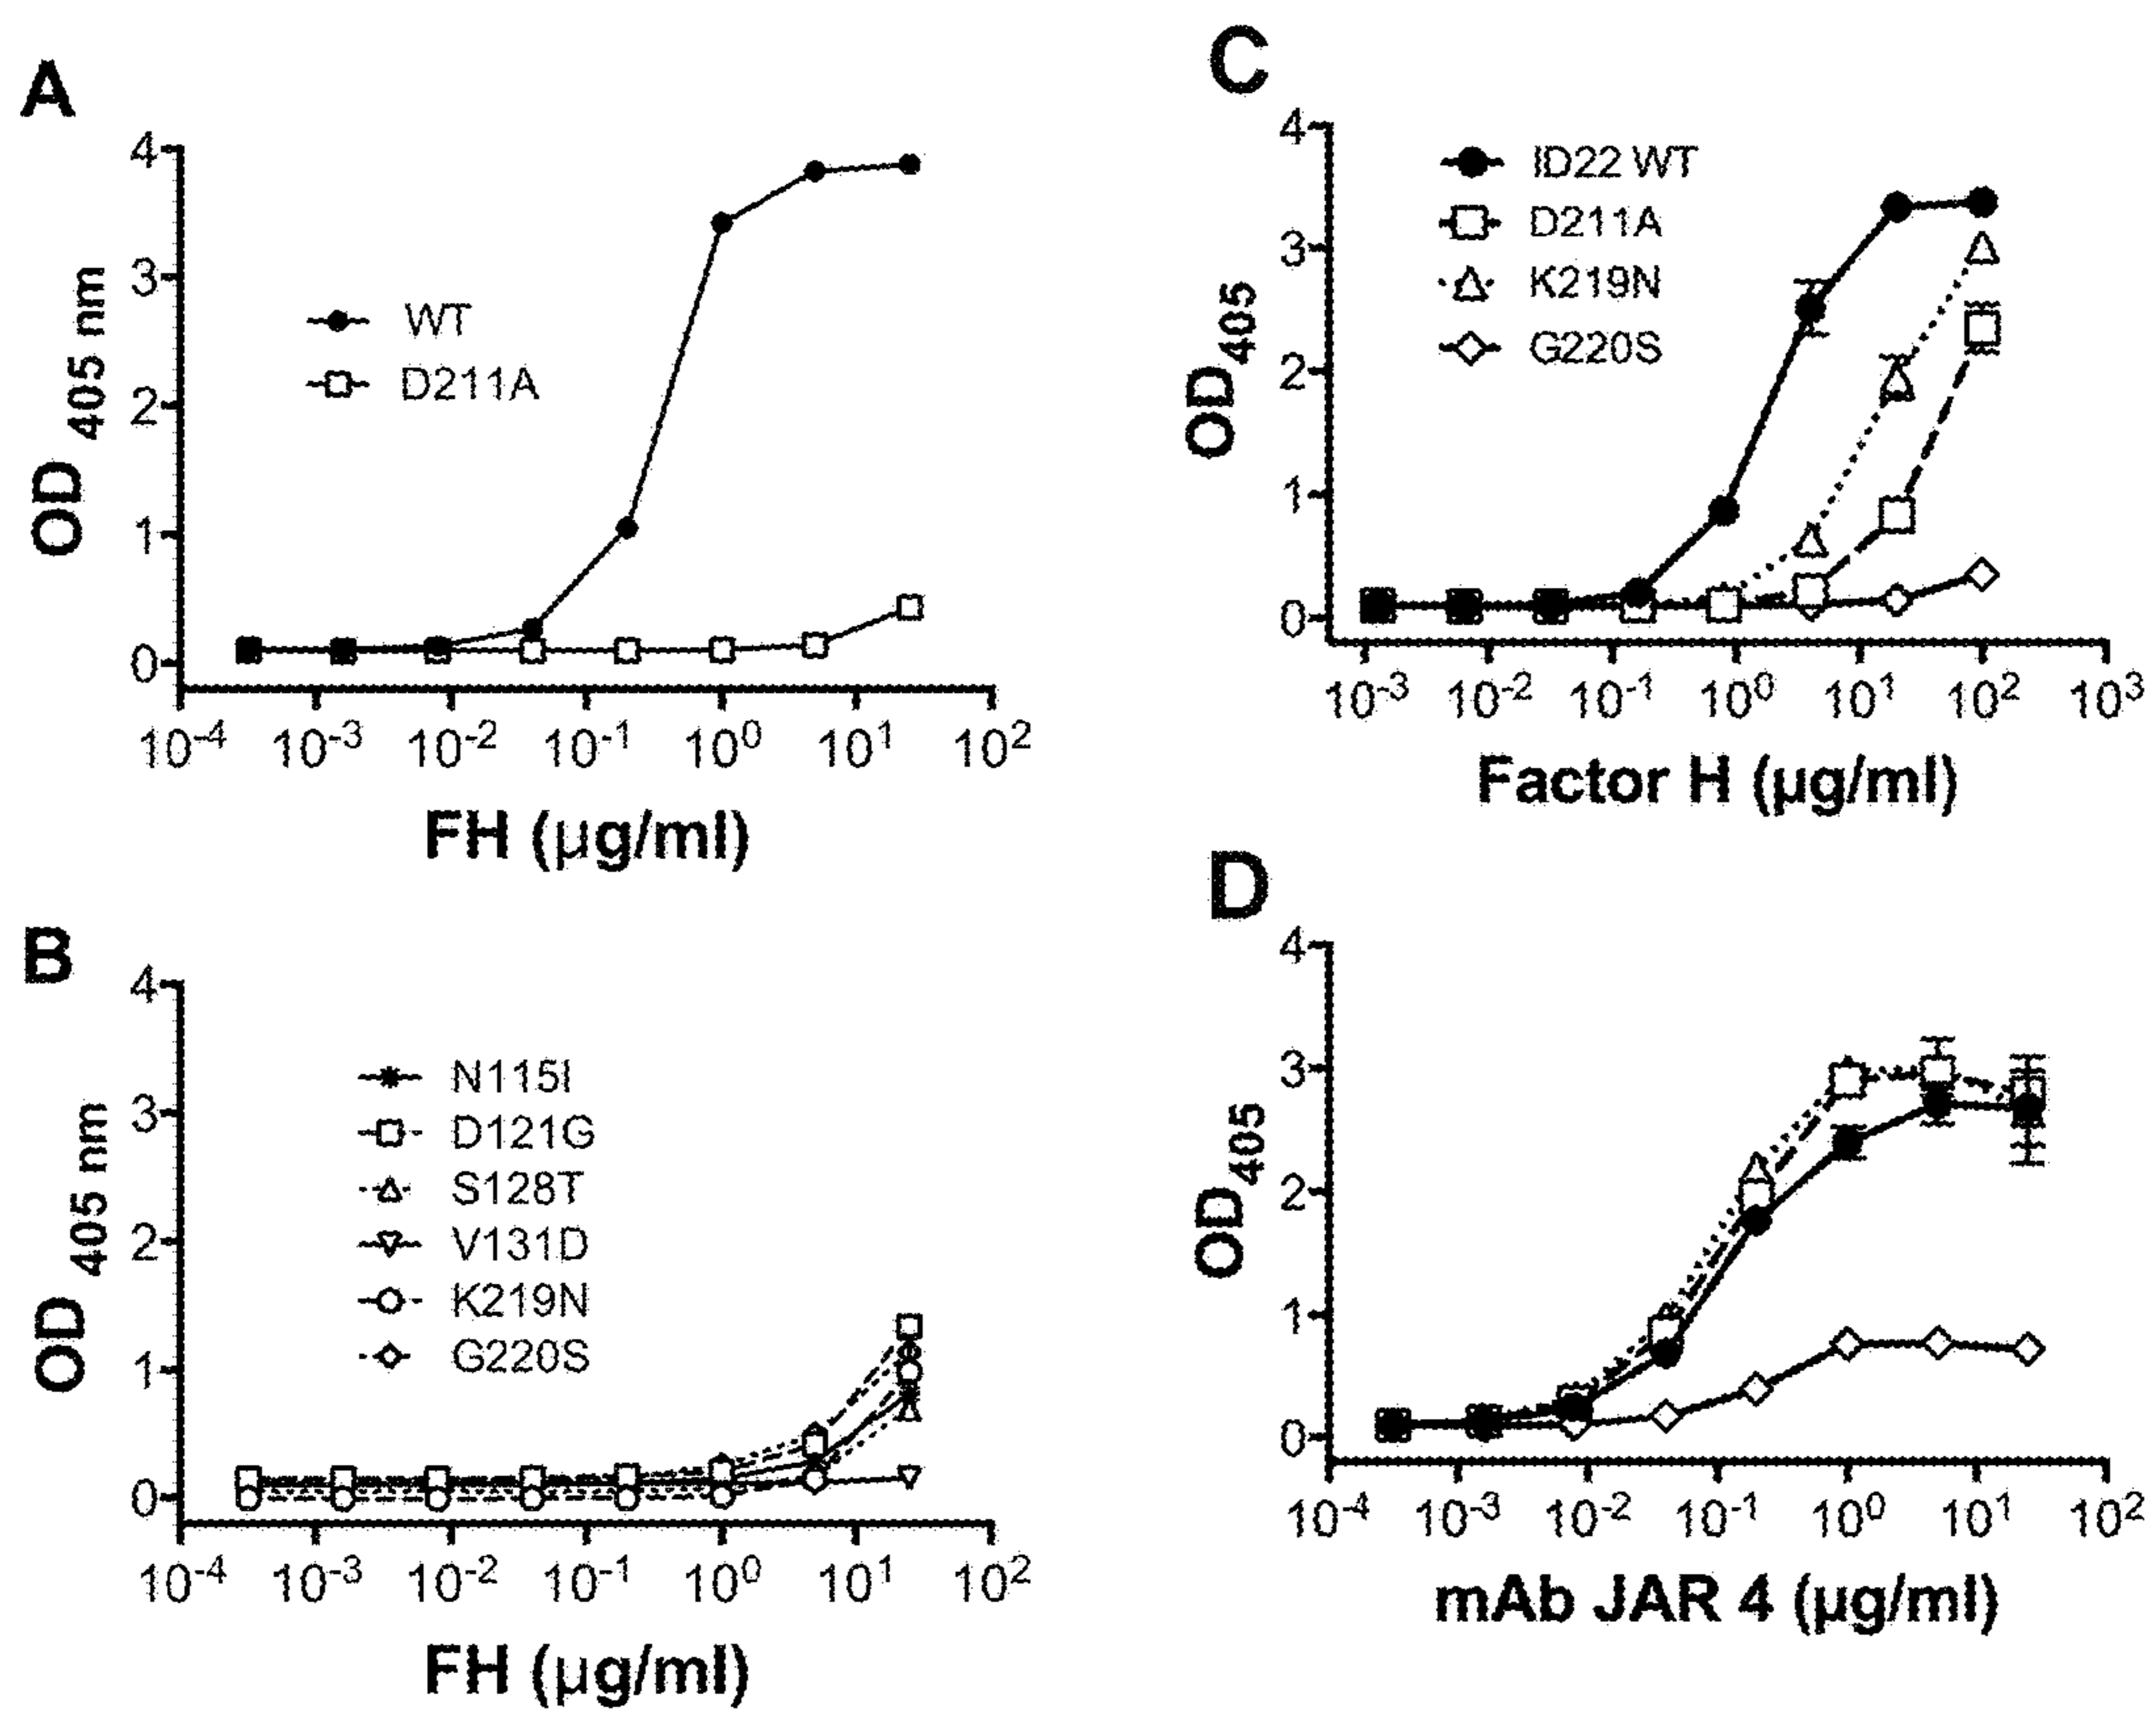 A
OD 405 nm
4
3
2
1
0
WT
D211A
10-4 10-3 10-2 10-1 100 101 102
FH (µg/ml)
B
OD 405 nm
4
3
2
1
0
N115I
D121G
S128T
V131D
K219N
G220S
10-4 10-3 10-2 10-1 100 101 102
FH (µg/ml)
C
OD405
4
3
2
1
0
ID22 WT
D211A
K219N
G220S
10-3 10-2 10-1 100 101 102 103
Factor H (µg/ml)
D
OD405
4
3
2
1
0
10-4 10-3 10-2 10-1 100 101 102
mAb JAR 4 (µg/ml)